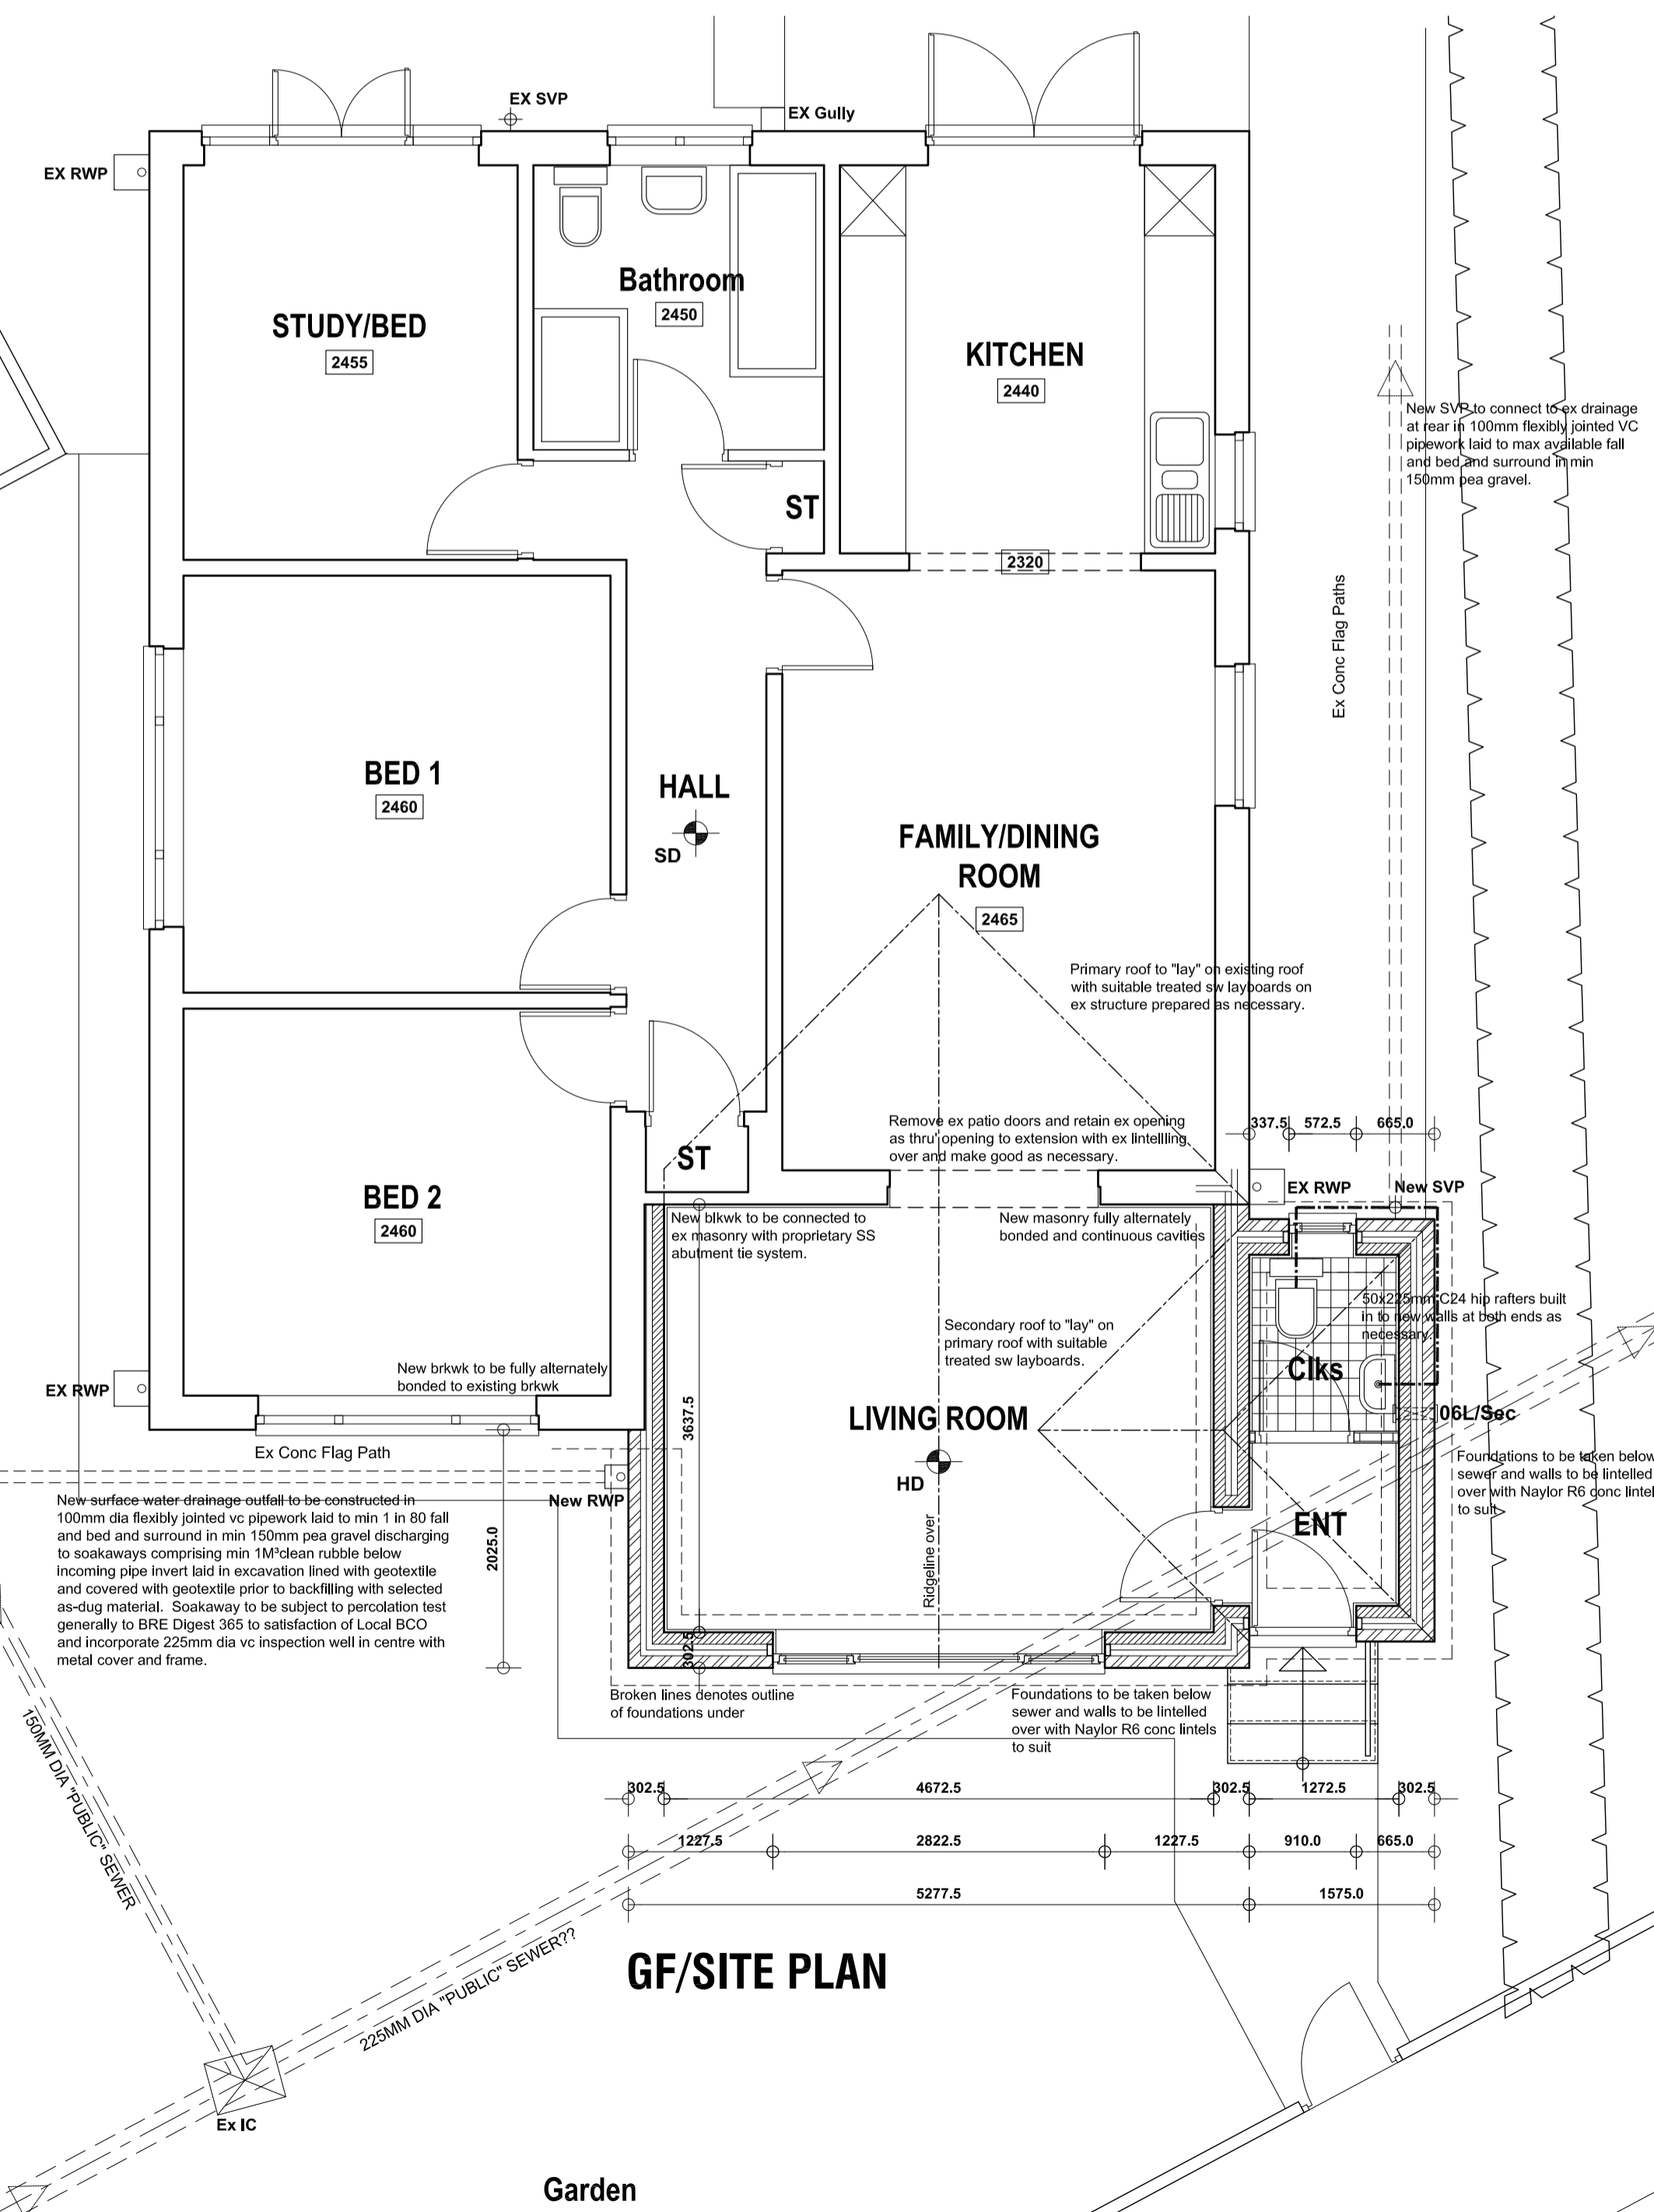 EX SVP
EX Gully
EX RWP
Bathroom
2450
STUDY/BED
2455
KITCHEN
2440
New SVP to connect to ex drainage
at rear in 100mm flexibly jointed VC
pipework laid to max available fall
and bed and surround in min
150mm pea gravel.
ST
2320
Ex Conc Flag Paths
BED 1
2460
HALL
SD
FAMILY/DINING
ROOM
2465
Primary roof to "lay" on existing roof
with suitable treated sw layboards on
ex structure prepared as necessary.
Remove ex patio doors and retain ex opening
as thru' opening to extension with ex lintellling
over and make good as necessary.
337.5
572.5
665.0
ST
BED 2
2460
EX RWP
New SVP
New blkwk to be connected to
ex masonry with proprietary SS
abutment tie system.
New masonry fully alternately
bonded and continuous cavities
50x225mm C24 hip rafters built
in to new walls at both ends as
necessary.
Secondary roof to "lay" on
primary roof with suitable
treated sw layboards.
New brkwk to be fully alternately
bonded to existing brkwk
EX RWP
Clks
06L/Sec
LIVING ROOM
HD
3637.5
Ex Conc Flag Path
Foundations to be taken below
sewer and walls to be lintelled
over with Naylor R6 conc lintel
to suit
New RWP
New surface water drainage outfall to be constructed in
100mm dia flexibly jointed vc pipework laid to min 1 in 80 fall
and bed and surround in min 150mm pea gravel discharging
to soakaways comprising min 1M³clean rubble below
incoming pipe invert laid in excavation lined with geotextile
and covered with geotextile prior to backfilling with selected
as-dug material. Soakaway to be subject to percolation test
generally to BRE Digest 365 to satisfaction of Local BCO
and incorporate 225mm dia vc inspection well in centre with
metal cover and frame.
2025.0
Ridgeline over
ENT
302.5
Broken lines denotes outline
of foundations under
Foundations to be taken below
sewer and walls to be lintelled
over with Naylor R6 conc lintels
to suit
150MM DIA "PUBLIC" SEWER
302.5
4672.5
302.5
1272.5
302.5
1227.5
2822.5
1227.5
910.0
665.0
5277.5
1575.0
225MM DIA "PUBLIC" SEWER??
GF/SITE PLAN
Ex IC
Garden